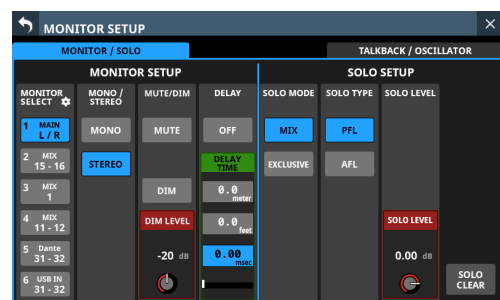 MONITOR SETUP
MONITOR / SOLO
TALKBACK / OSCILLATOR
MONITOR SETUP
SOLO SETUP
MONITOR
SELECT
MONO /
STEREO
MUTE/DIM
DELAY
SOLO MODE
SOLO TYPE
SOLO LEVEL
1 MAIN
L / R
MONO
MUTE
OFF
MIX
PFL
2 MIX
15 - 16
STEREO
DELAY
TIME
EXCLUSIVE
AFL
3 MIX
1
DIM
0.0
meter
4 MIX
11 - 12
DIM LEVEL
0.0
feet
SOLO LEVEL
5 Dante
31 - 32
-20 dB
0.00
msec
0.00 dB
6 USB IN
31 - 32
SOLO
CLEAR